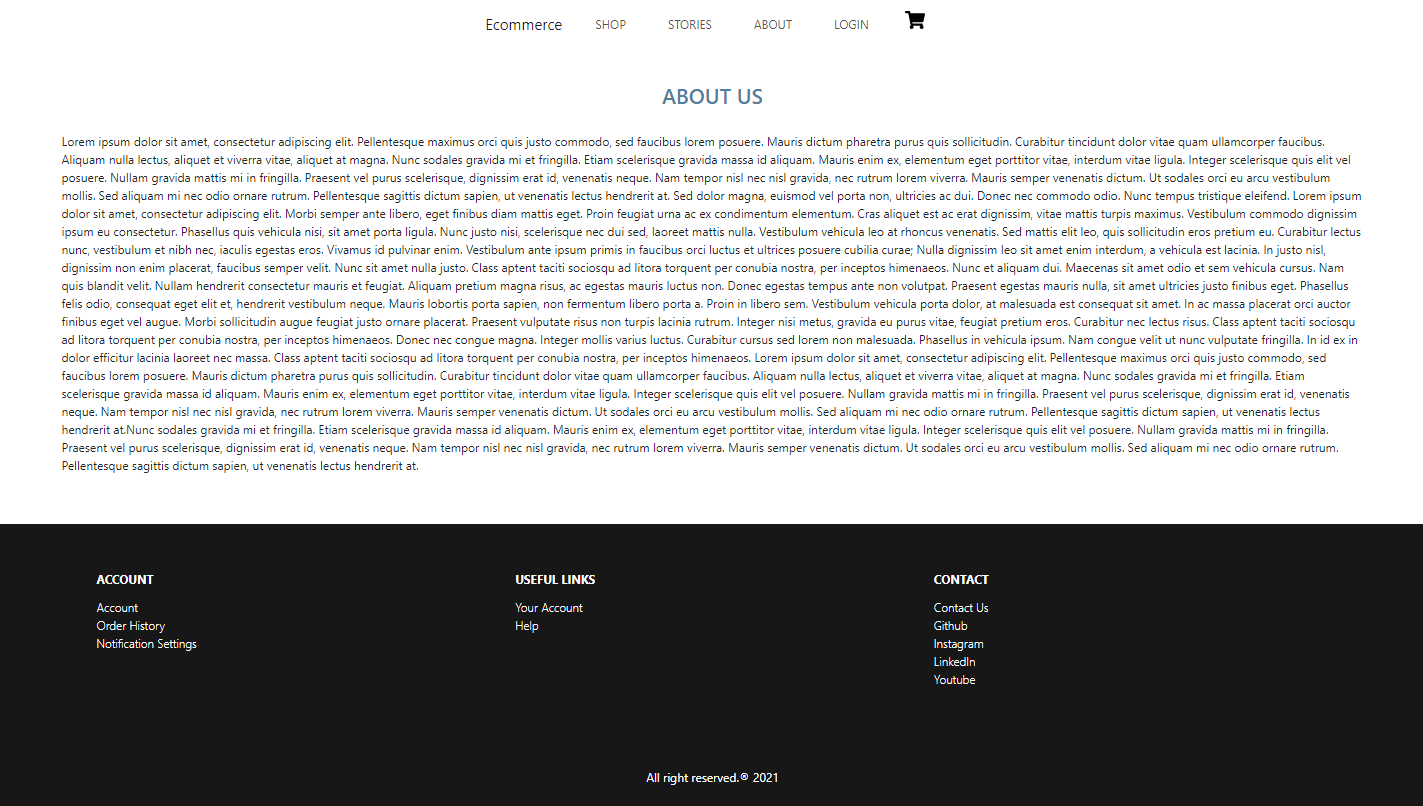 Ecommerce SHOP STORIES ABOUT LOGIN
ABOUT US
Lorem ipsum dolor sit amet, consectetur adipiscing elit. Pellentesque maximus orci quis justo commodo, sed faucibus lorem posuere. Mauris dictum pharetra purus quis sollicitudin. Curabitur tincidunt dolor vitae quam ullamcorper faucibus.
Aliquam nulla lectus, aliquet et viverra vitae, aliquet at magna. Nunc sodales gravida mi et fringilla. Etiam scelerisque gravida massa id aliquam. Mauris enim ex, elementum eget porttitor vitae, interdum vitae ligula. Integer scelerisque quis elit vel
posuere. Nullam gravida mattis mi in fringilla. Praesent vel purus scelerisque, dignissim erat id, venenatis neque. Nam tempor nisl nec nisl gravida, nec rutrum lorem viverra. Mauris semper venenatis dictum. Ut sodales orci eu arcu vestibulum
mollis. Sed aliquam mi nec odio ornare rutrum. Pellentesque sagittis dictum sapien, ut venenatis lectus hendrerit at. Sed dolor magna, euismod vel porta non, ultricies ac dui. Donec nec commodo odio. Nunc tempus tristique eleifend. Lorem ipsum
dolor sit amet, consectetur adipiscing elit. Morbi semper ante libero, eget finibus diam mattis eget. Proin feugiat urna ac ex condimentum elementum. Cras aliquet est ac erat dignissim, vitae mattis turpis maximus. Vestibulum commodo dignissim
ipsum eu consectetur. Phasellus quis vehicula nisi, sit amet porta ligula. Nunc justo nisi, scelerisque nec dui sed, laoreet mattis nulla. Vestibulum vehicula leo at rhoncus venenatis. Sed mattis elit leo, quis sollicitudin eros pretium eu. Curabitur lectus
nunc, vestibulum et nibh nec, iaculis egestas eros. Vivamus id pulvinar enim. Vestibulum ante ipsum primis in faucibus orci luctus et ultrices posuere cubilia curae; Nulla dignissim leo sit amet enim interdum, a vehicula est lacinia. In justo nisl,
dignissim non enim placerat, faucibus semper velit. Nunc sit amet nulla justo. Class aptent taciti sociosqu ad litora torquent per conubia nostra, per inceptos himenaeos. Nunc et aliquam dui. Maecenas sit amet odio et sem vehicula cursus. Nam
quis blandit velit. Nullam hendrerit consectetur mauris et feugiat. Aliquam pretium magna risus, ac egestas mauris luctus non. Donec egestas tempus ante non volutpat. Praesent egestas mauris nulla, sit amet ultricies justo finibus eget. Phasellus
felis odio, consequat eget elit et, hendrerit vestibulum neque. Mauris lobortis porta sapien, non fermentum libero porta a. Proin in libero sem. Vestibulum vehicula porta dolor, at malesuada est consequat sit amet. In ac massa placerat orci auctor
finibus eget vel augue. Morbi sollicitudin augue feugiat justo ornare placerat. Praesent vulputate risus non turpis lacinia rutrum. Integer nisi metus, gravida eu purus vitae, feugiat pretium eros. Curabitur nec lectus risus. Class aptent taciti sociosqu
ad litora torquent per conubia nostra, per inceptos himenaeos. Donec nec congue magna. Integer mollis varius luctus. Curabitur cursus sed lorem non malesuada. Phasellus in vehicula ipsum. Nam congue velit ut nunc vulputate fringilla. In id ex in
dolor efficitur lacinia laoreet nec massa. Class aptent taciti sociosqu ad litora torquent per conubia nostra, per inceptos himenaeos. Lorem ipsum dolor sit amet, consectetur adipiscing elit. Pellentesque maximus orci quis justo commodo, sed
faucibus lorem posuere. Mauris dictum pharetra purus quis sollicitudin. Curabitur tincidunt dolor vitae quam ullamcorper faucibus. Aliquam nulla lectus, aliquet et viverra vitae, aliquet at magna. Nunc sodales gravida mi et fringilla. Etiam
scelerisque gravida massa id aliquam. Mauris enim ex, elementum eget porttitor vitae, interdum vitae ligula. Integer scelerisque quis elit vel posuere. Nullam gravida mattis mi in fringilla. Praesent vel purus scelerisque, dignissim erat id, venenatis
neque. Nam tempor nisl nec nisl gravida, nec rutrum lorem viverra. Mauris semper venenatis dictum. Ut sodales orci eu arcu vestibulum mollis. Sed aliquam mi nec odio ornare rutrum. Pellentesque sagittis dictum sapien, ut venenatis lectus
hendrerit at.Nunc sodales gravida mi et fringilla. Etiam scelerisque gravida massa id aliquam. Mauris enim ex, elementum eget porttitor vitae, interdum vitae ligula. Integer scelerisque quis elit vel posuere. Nullam gravida mattis mi in fringilla.
Praesent vel purus scelerisque, dignissim erat id, venenatis neque. Nam tempor nisl nec nisl gravida, nec rutrum lorem viverra. Mauris semper venenatis dictum. Ut sodales orci eu arcu vestibulum mollis. Sed aliquam mi nec odio ornare rutrum.
Pellentesque sagittis dictum sapien, ut venenatis lectus hendrerit at.
ACCOUNT
Account
Order History
Notification Settings
USEFUL LINKS
Your Account
Help
CONTACT
Contact Us
Github
Instagram
LinkedIn
Youtube
All right reserved.® 2021